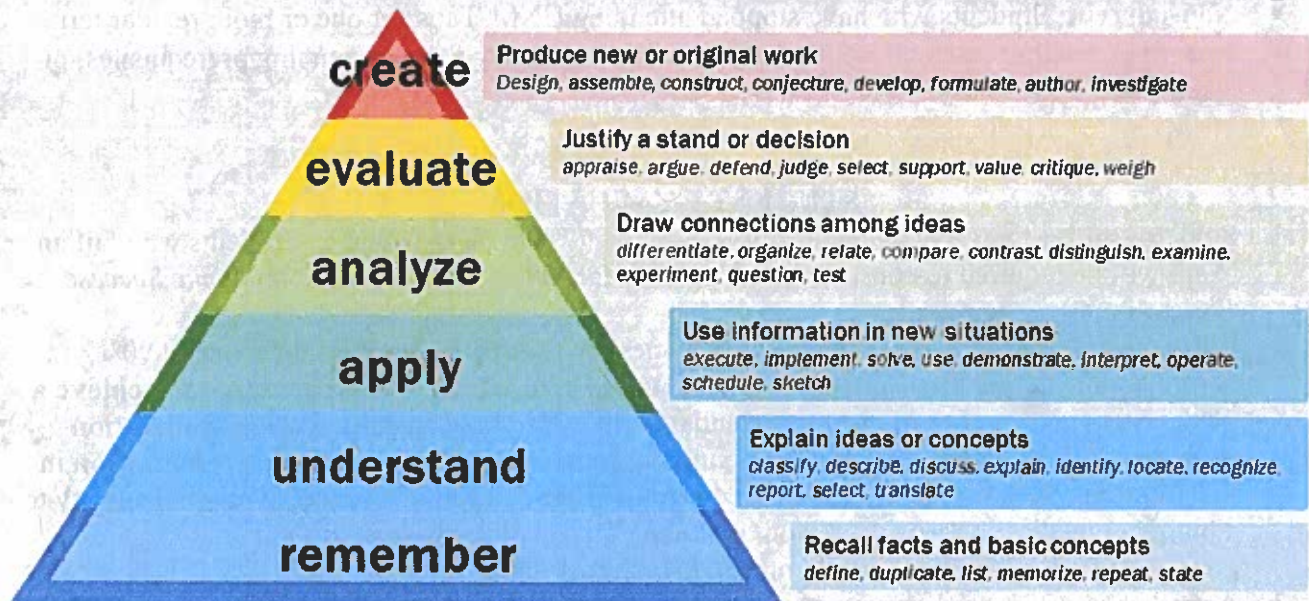 create
Produce new or original work
Design, assemble, construct, conjecture, develop, formulate, author, investigate
evaluate
Justify a stand or decision
appraise, argue, defend, judge, select, support, value, critique, weigh
analyze
Draw connections among ideas
differentiate, organize, relate, compare, contrast, distinguish, examine,
experiment, question, test
apply
Use information in new situations
execute, implement, solve, use, demonstrate, interpret, operate,
schedule, sketch
understand
Explain ideas or concepts
classify, describe, discuss, explain, identify, locate, recognize,
report, select, translate
remember
Recall facts and basic concepts
define, duplicate, list, memorize, repeat, state